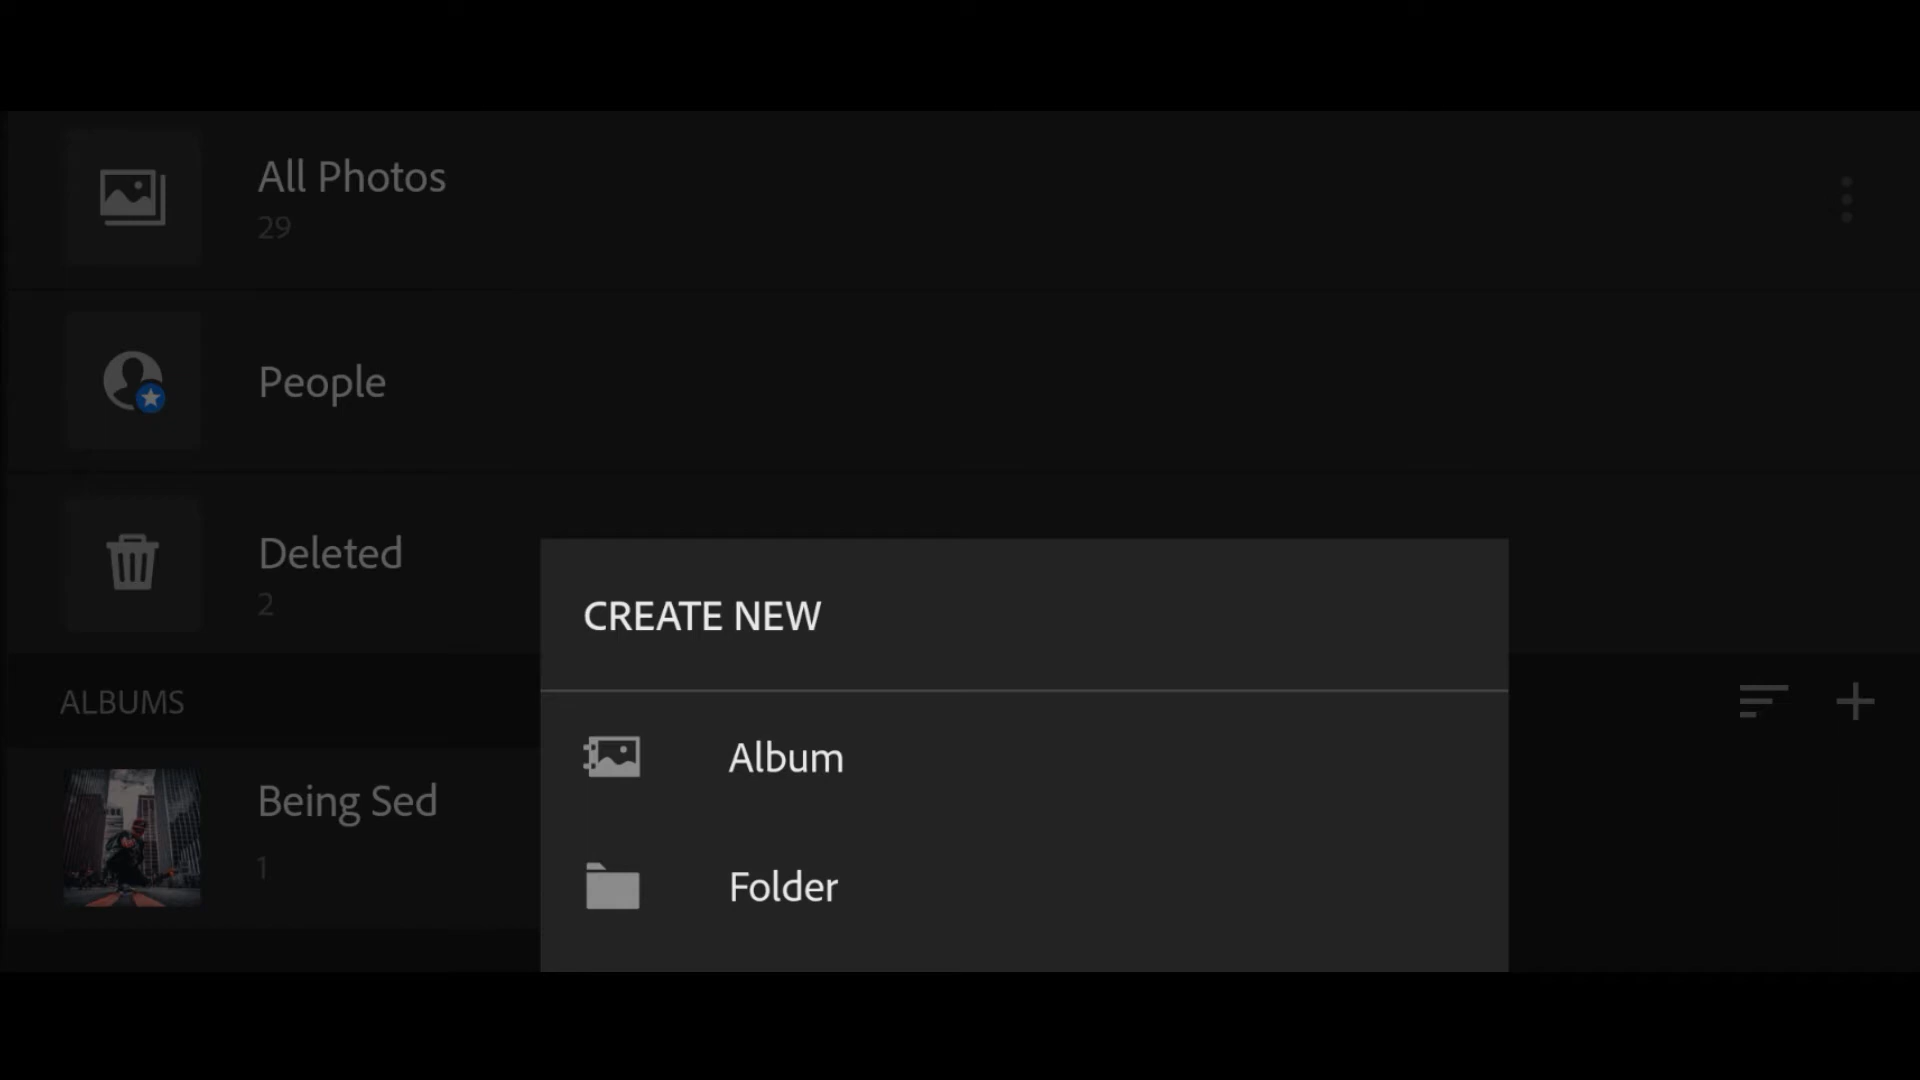 All Photos
29
People
Deleted
2
CREATE NEW
ALBUMS
Album
Being Sed
1
Folder